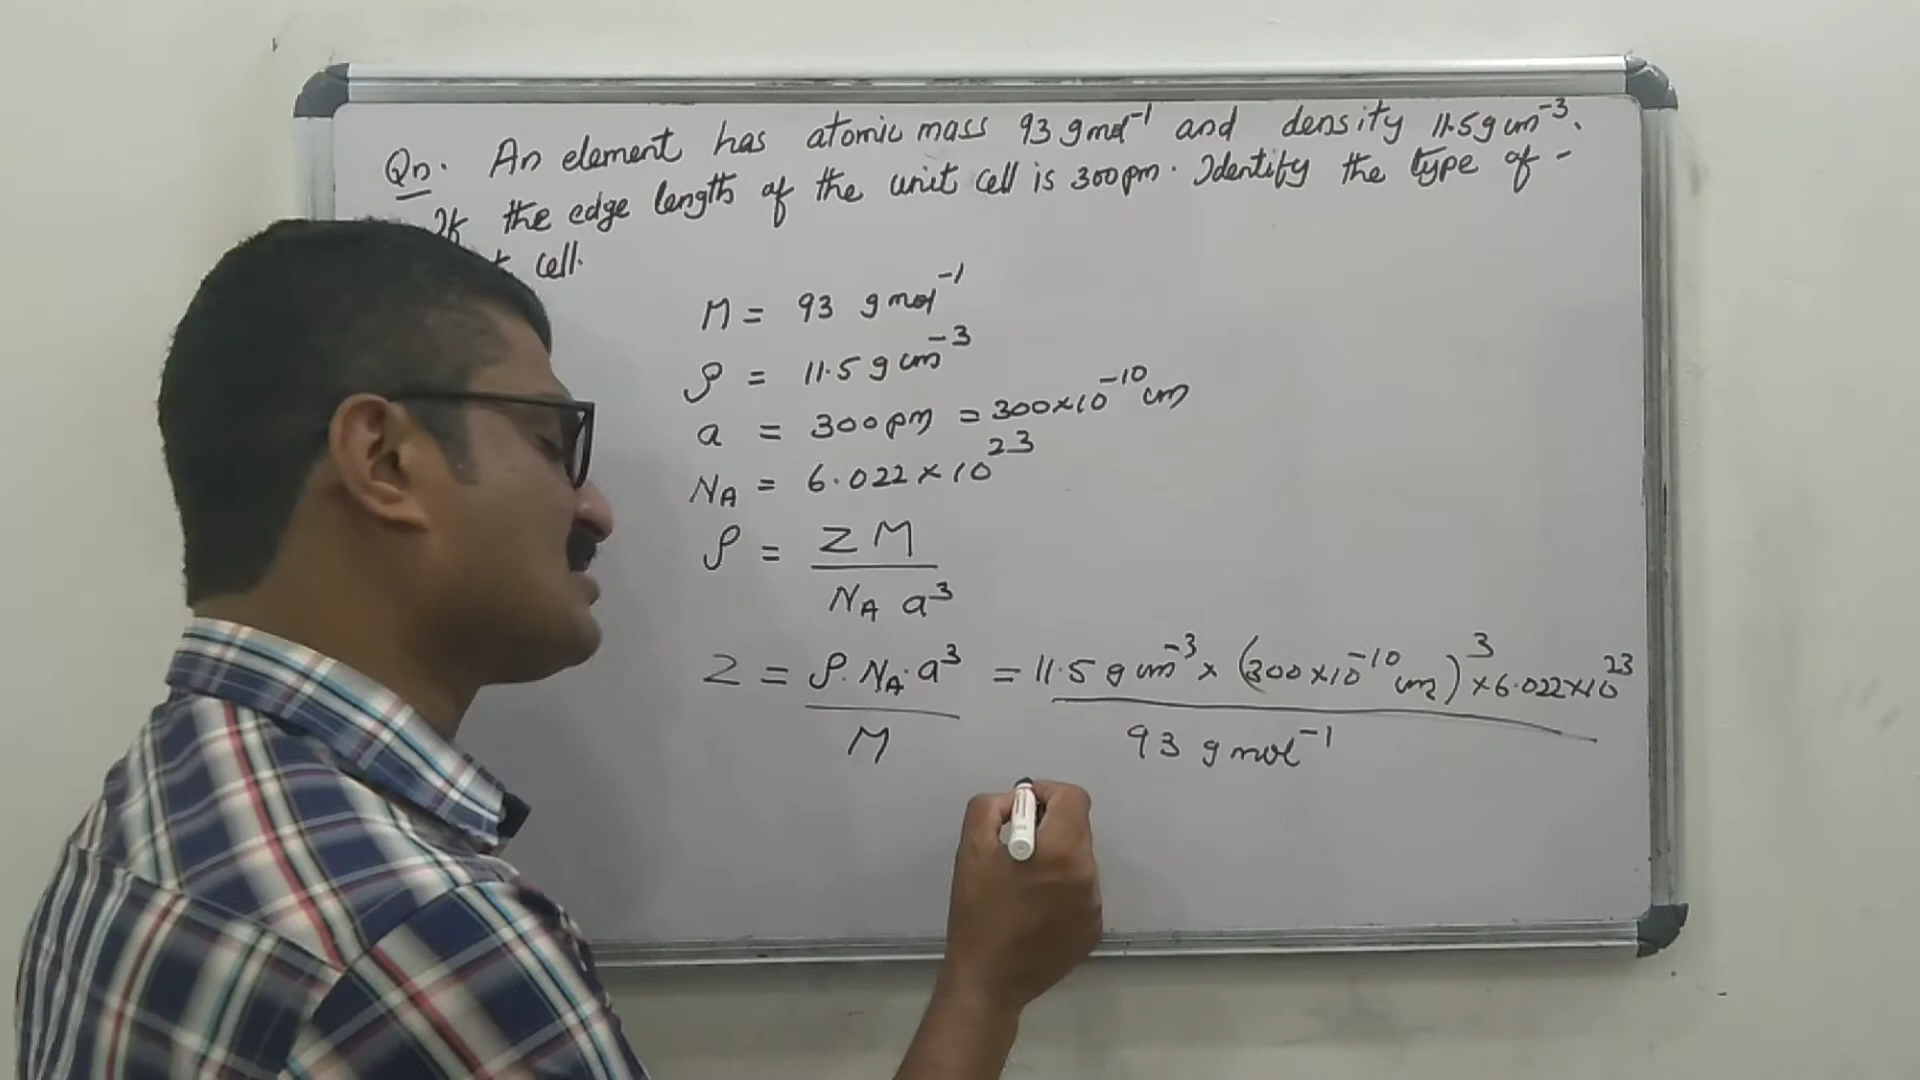 Qn. An element has atomic mass 93 g mol⁻¹ and density 11.5 g cm⁻³.
If the edge length of the unit cell is 300 pm. Identify the type of -
cell.
M = 93 g mol⁻¹
ρ = 11.5 g cm⁻³
a = 300 pm = 300 × 10⁻¹⁰ cm
N_A = 6.022 × 10²³
ρ = Z M / N_A a³
Z = ρ. N_A. a³ / M = 11.5 g cm⁻³ × (300 × 10⁻¹⁰ cm)³ × 6.022 × 10²³ / 93 g mol⁻¹